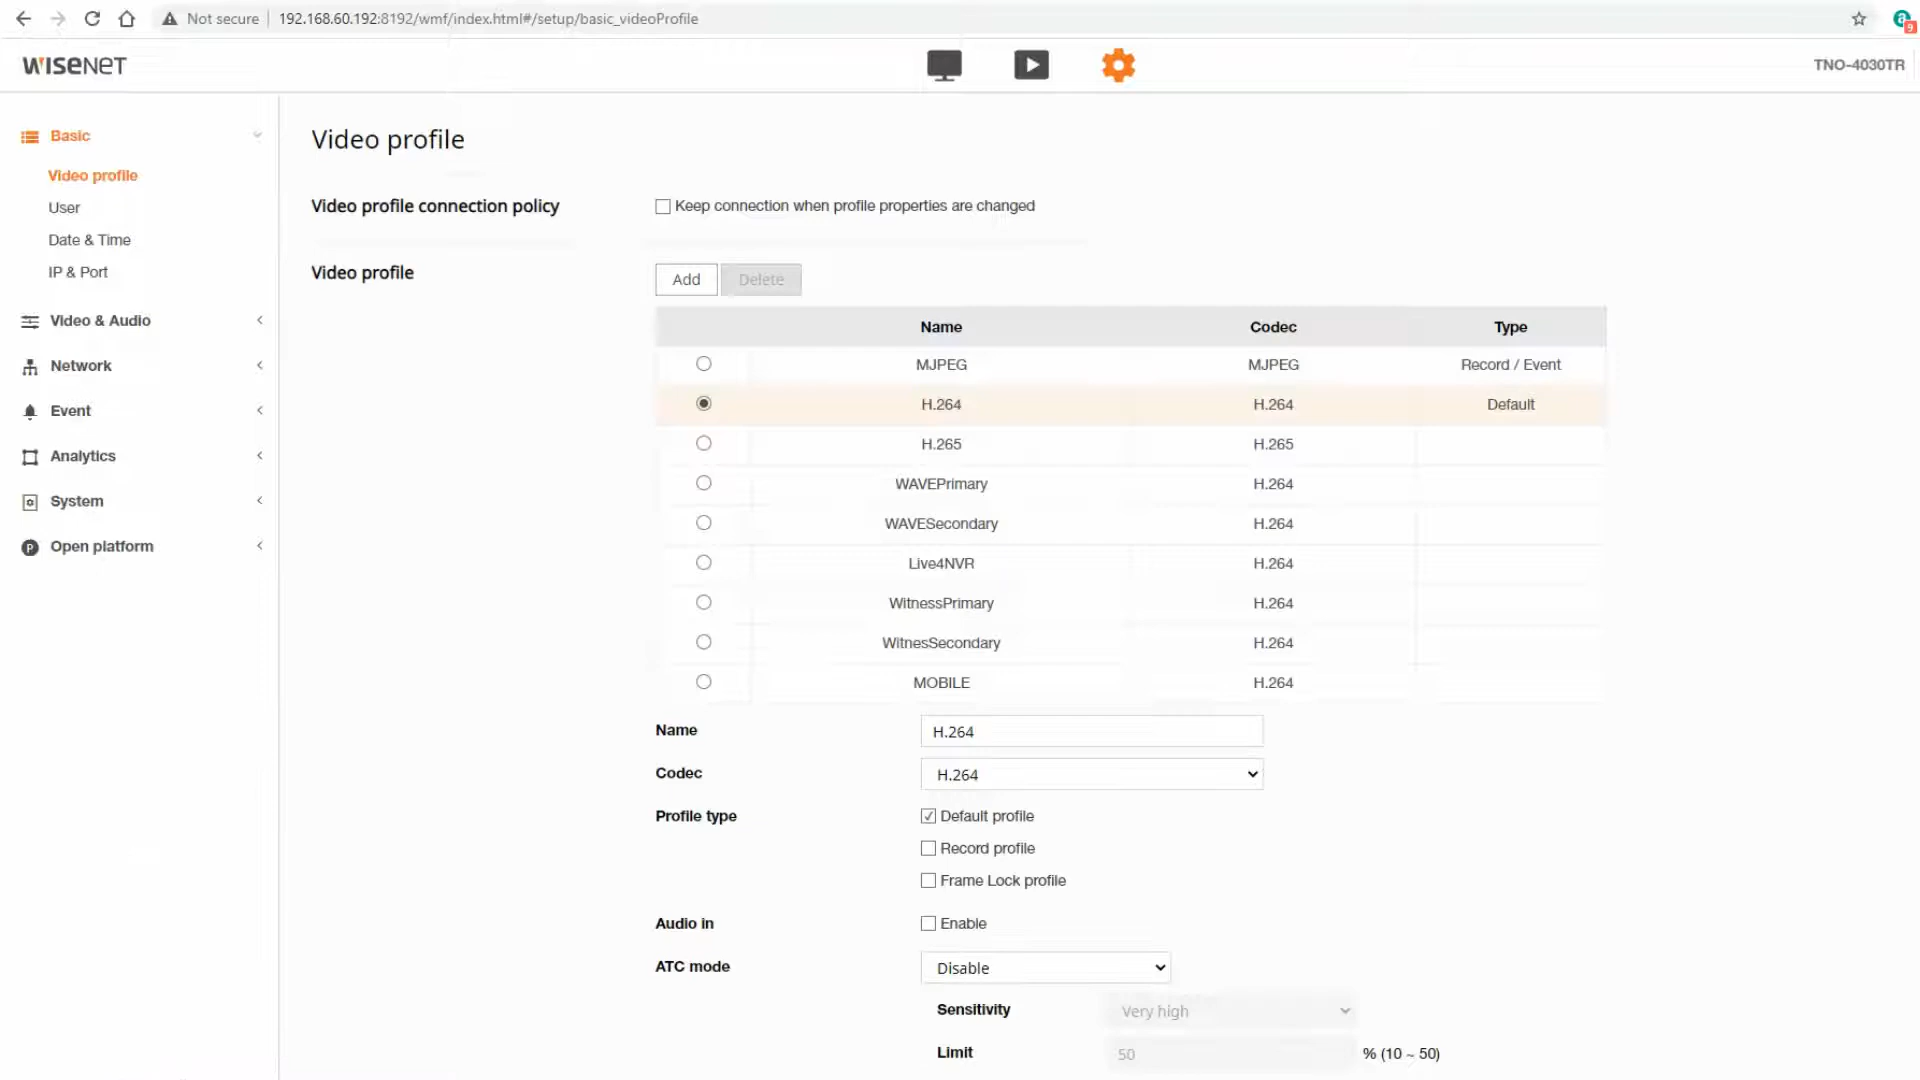 Not secure 192.168.60.192:8192/wmf/index.html#/setup/basic_videoProfile
a 9
WISENET
TNO-4030TR
Basic
Video profile
User
Date & Time
IP & Port
Video & Audio
Network
Event
Analytics
System
P Open platform
Video profile
Video profile connection policy
Keep connection when profile properties are changed
Video profile
Add Delete
Name Codec Type
MJPEG MJPEG Record / Event
H.264 H.264 Default
H.265 H.265
WAVEPrimary H.264
WAVESecondary H.264
Live4NVR H.264
WitnessPrimary H.264
WitnesSecondary H.264
MOBILE H.264
Name H.264
Codec H.264
Profile type Default profile
Record profile
Frame Lock profile
Audio in Enable
ATC mode Disable
Sensitivity Very high
Limit 50 % (10 ~ 50)